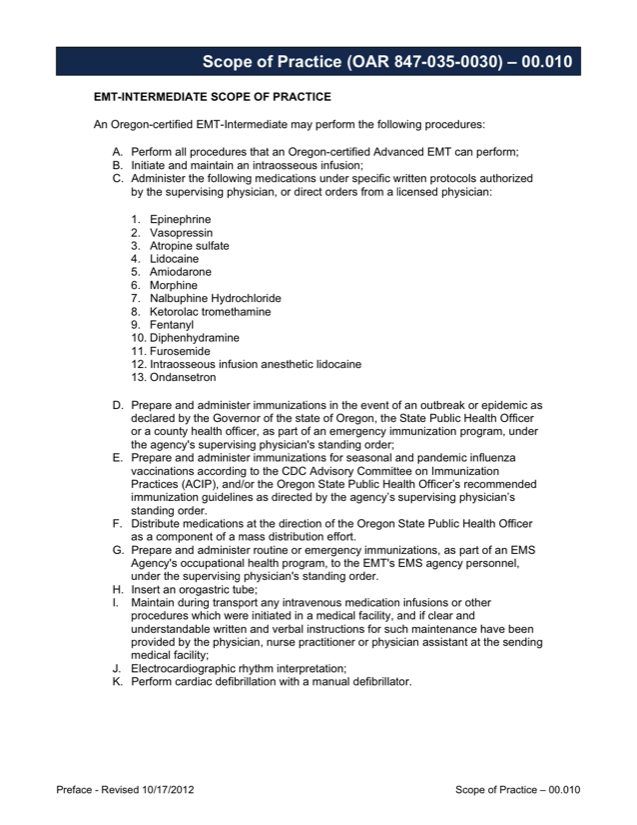 Scope of Practice (OAR 847-035-0030) – 00.010
EMT-INTERMEDIATE SCOPE OF PRACTICE
An Oregon-certified EMT-Intermediate may perform the following procedures:
A. Perform all procedures that an Oregon-certified Advanced EMT can perform;
B. Initiate and maintain an intraosseous infusion;
C. Administer the following medications under specific written protocols authorized
by the supervising physician, or direct orders from a licensed physician:
1. Epinephrine
2. Vasopressin
3. Atropine sulfate
4. Lidocaine
5. Amiodarone
6. Morphine
7. Nalbuphine Hydrochloride
8. Ketorolac tromethamine
9. Fentanyl
10. Diphenhydramine
11. Furosemide
12. Intraosseous infusion anesthetic lidocaine
13. Ondansetron
D. Prepare and administer immunizations in the event of an outbreak or epidemic as
declared by the Governor of the state of Oregon, the State Public Health Officer
or a county health officer, as part of an emergency immunization program, under
the agency's supervising physician's standing order;
E. Prepare and administer immunizations for seasonal and pandemic influenza
vaccinations according to the CDC Advisory Committee on Immunization
Practices (ACIP), and/or the Oregon State Public Health Officer's recommended
immunization guidelines as directed by the agency's supervising physician's
standing order.
F. Distribute medications at the direction of the Oregon State Public Health Officer
as a component of a mass distribution effort.
G. Prepare and administer routine or emergency immunizations, as part of an EMS
Agency's occupational health program, to the EMT's EMS agency personnel,
under the supervising physician's standing order.
H. Insert an orogastric tube;
I. Maintain during transport any intravenous medication infusions or other
procedures which were initiated in a medical facility, and if clear and
understandable written and verbal instructions for such maintenance have been
provided by the physician, nurse practitioner or physician assistant at the sending
medical facility;
J. Electrocardiographic rhythm interpretation;
K. Perform cardiac defibrillation with a manual defibrillator.
Preface - Revised 10/17/2012 Scope of Practice – 00.010